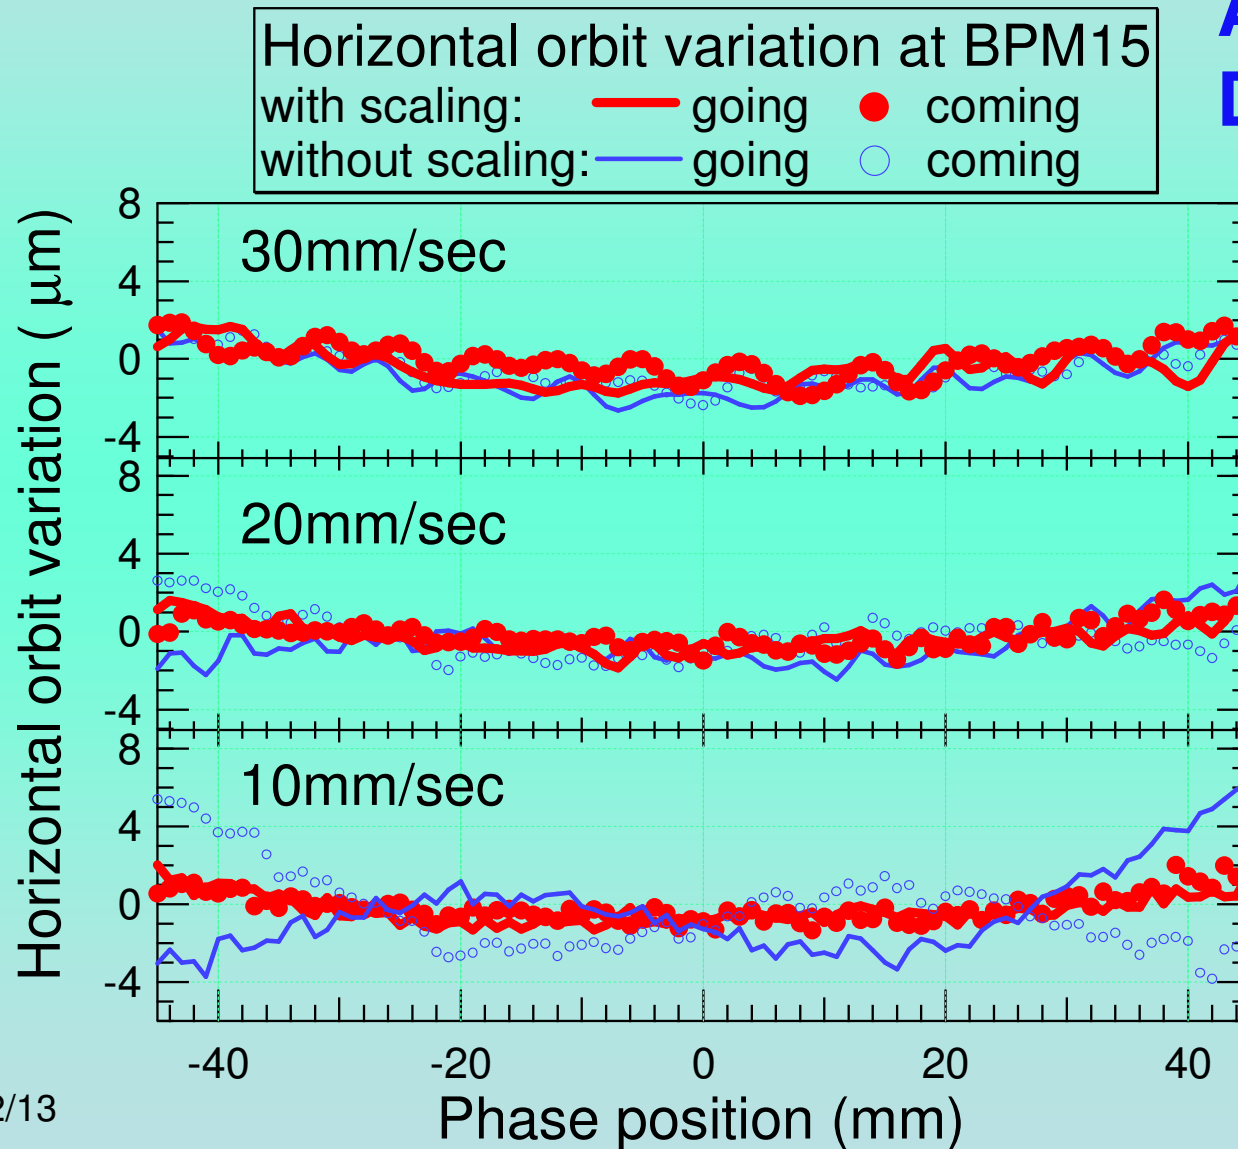 Horizontal orbit variation at BPM15
with scaling: going coming
without scaling: going coming
Horizontal orbit variation ( μm)
8
4
0
-4
30mm/sec
8
4
0
-4
20mm/sec
8
4
0
-4
10mm/sec
-40 -20 0 20 40
Phase position (mm)
2/13